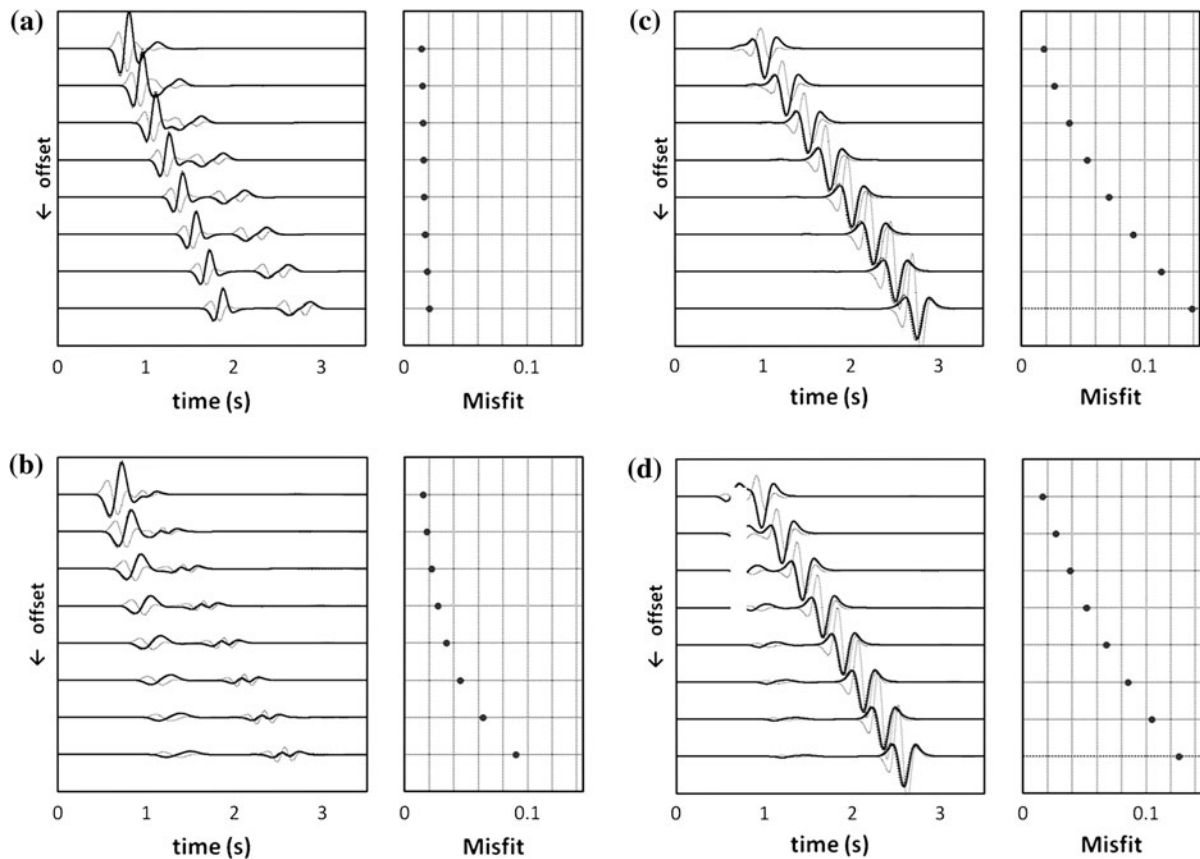 (a)
← offset
0 1 2 3
time (s)
0 0.1
Misfit
(c)
← offset
0 1 2 3
time (s)
0 0.1
Misfit
(b)
← offset
0 1 2 3
time (s)
0 0.1
Misfit
(d)
← offset
0 1 2 3
time (s)
0 0.1
Misfit